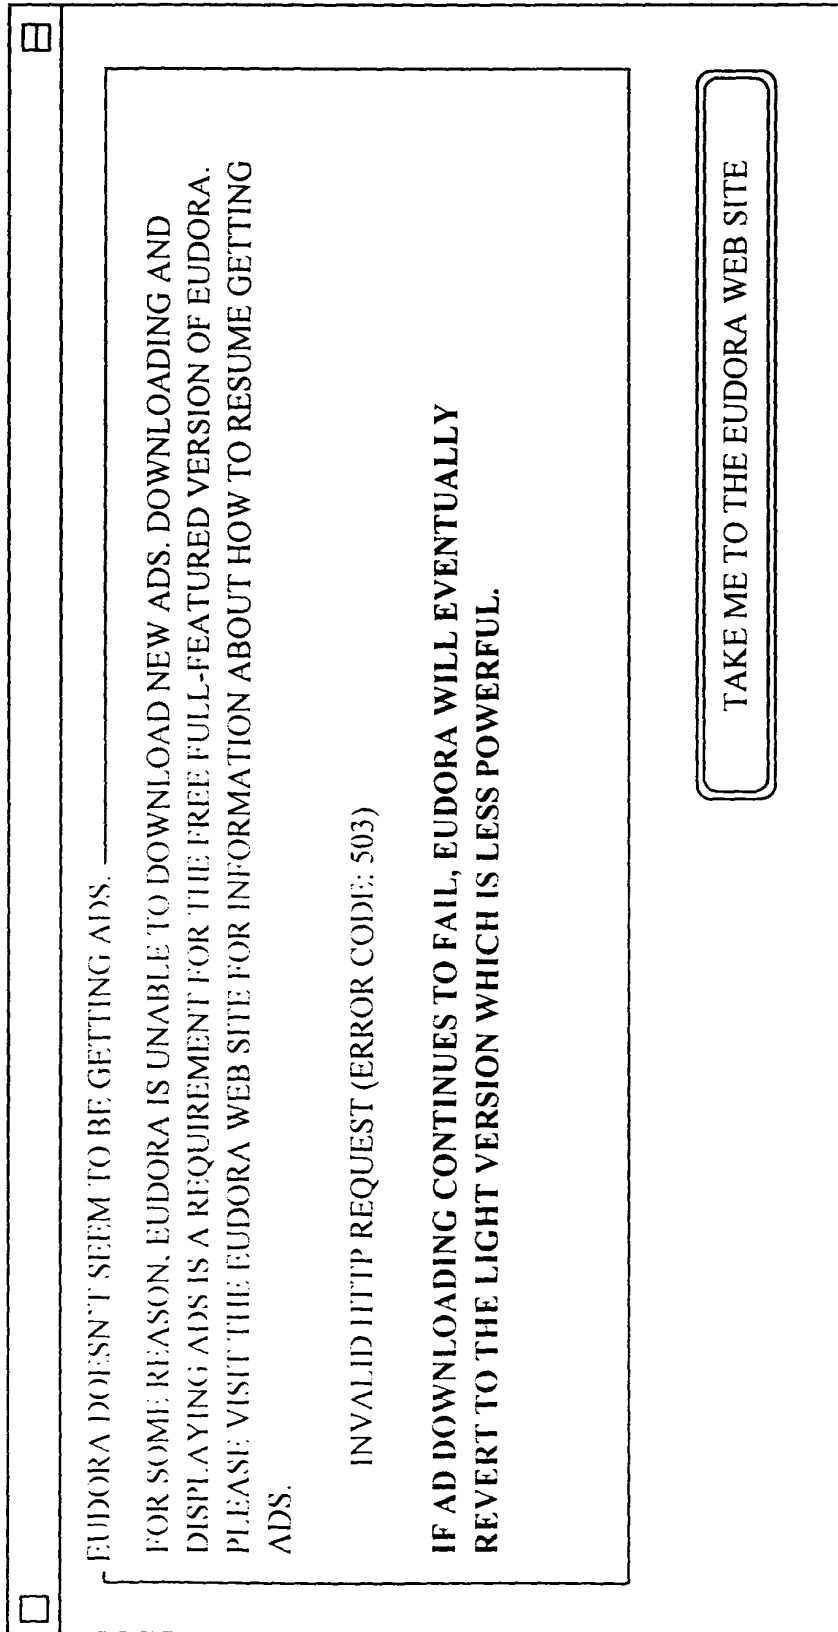 EUDORA DOESN'T SEEM TO BE GETTING ADS.
FOR SOME REASON, EUDORA IS UNABLE TO DOWNLOAD NEW ADS. DOWNLOADING AND
DISPLAYING ADS IS A REQUIREMENT FOR THE FREE FULL-FEATURED VERSION OF EUDORA.
PLEASE VISIT THE EUDORA WEB SITE FOR INFORMATION ABOUT HOW TO RESUME GETTING
ADS.
INVALID HTTP REQUEST (ERROR CODE: 503)
IF AD DOWNLOADING CONTINUES TO FAIL, EUDORA WILL EVENTUALLY
REVERT TO THE LIGHT VERSION WHICH IS LESS POWERFUL.
TAKE ME TO THE EUDORA WEB SITE